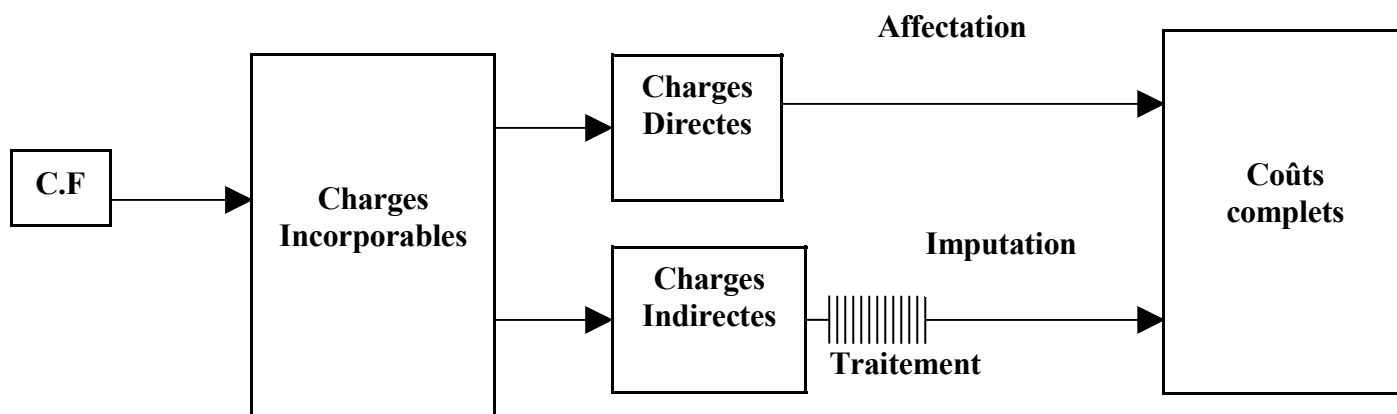 Affectation
Charges
Directes
C.F
Charges
Incorporables
Coûts
complets
Imputation
Charges
Indirectes
Traitement